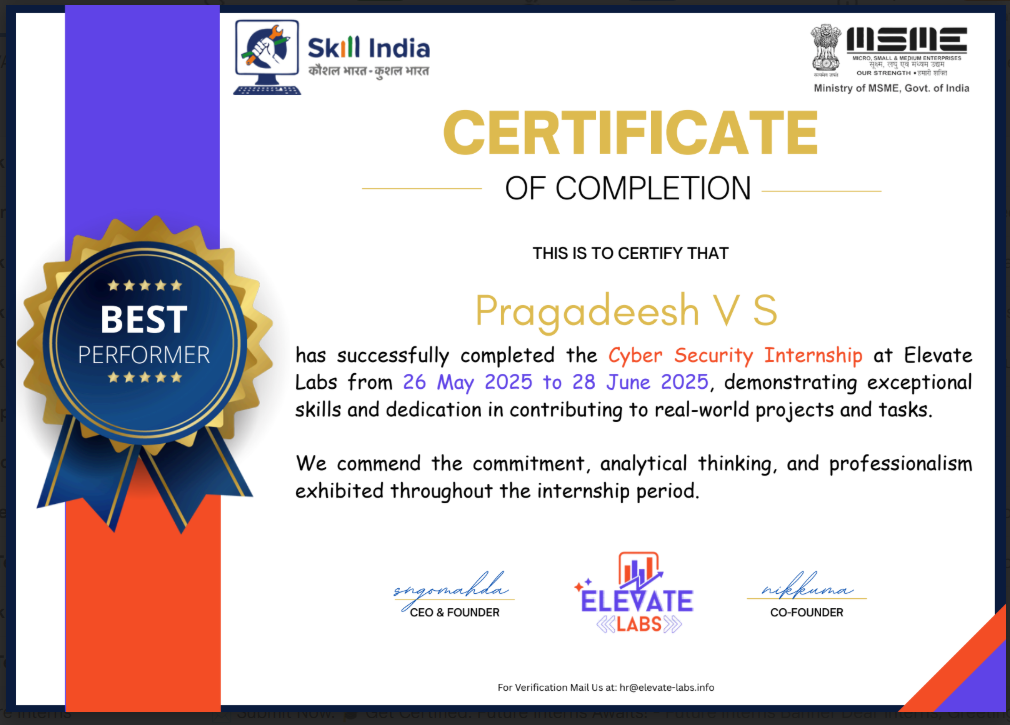 Skill India
कौशल भारत - कुशल भारत
MSME
MICRO, SMALL & MEDIUM ENTERPRISES
सूक्ष्म, लघु एवं मध्यम उद्यम
OUR STRENGTH • हमारी शक्ति
सत्यमेव जयते
Ministry of MSME, Govt. of India
CERTIFICATE
OF COMPLETION
THIS IS TO CERTIFY THAT
Pragadeesh V S
BEST
PERFORMER
has successfully completed the Cyber Security Internship at Elevate
Labs from 26 May 2025 to 28 June 2025, demonstrating exceptional
skills and dedication in contributing to real-world projects and tasks.
We commend the commitment, analytical thinking, and professionalism
exhibited throughout the internship period.
sngomahda
CEO & FOUNDER
ELEVATE
LABS
nikkuma
CO-FOUNDER
For Verification Mail Us at: hr@elevate-labs.info